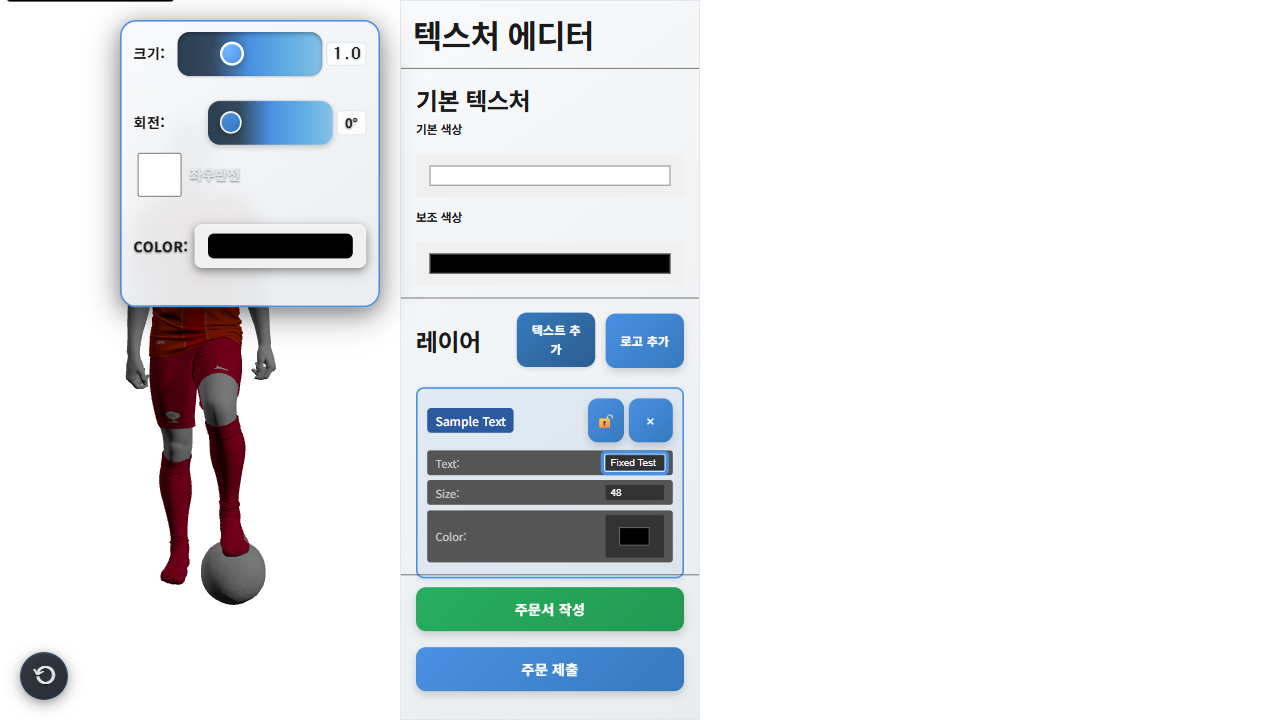 크기:
1.0
회전:
0°
좌우반전
COLOR:
텍스처 에디터
기본 텍스처
기본 색상
보조 색상
레이어
텍스트 추
가
로고 추가
Sample Text
×
Text:
Fixed Test
Size:
48
Color:
주문서 작성
주문 제출